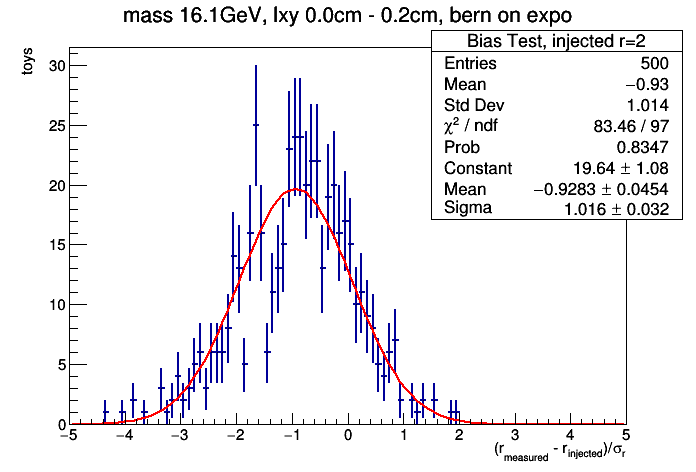 mass 16.1GeV, lxy 0.0cm - 0.2cm, bern on expo
toys
Bias Test, injected r=2
Entries 500
Mean −0.93
Std Dev 1.014
χ² / ndf 83.46 / 97
Prob 0.8347
Constant 19.64 ± 1.08
Mean −0.9283 ± 0.0454
Sigma 1.016 ± 0.032
30
25
20
15
10
5
0
−5 −4 −3 −2 −1 0 1 2 3 4 5
(r_measured - r_injected)/σ_r